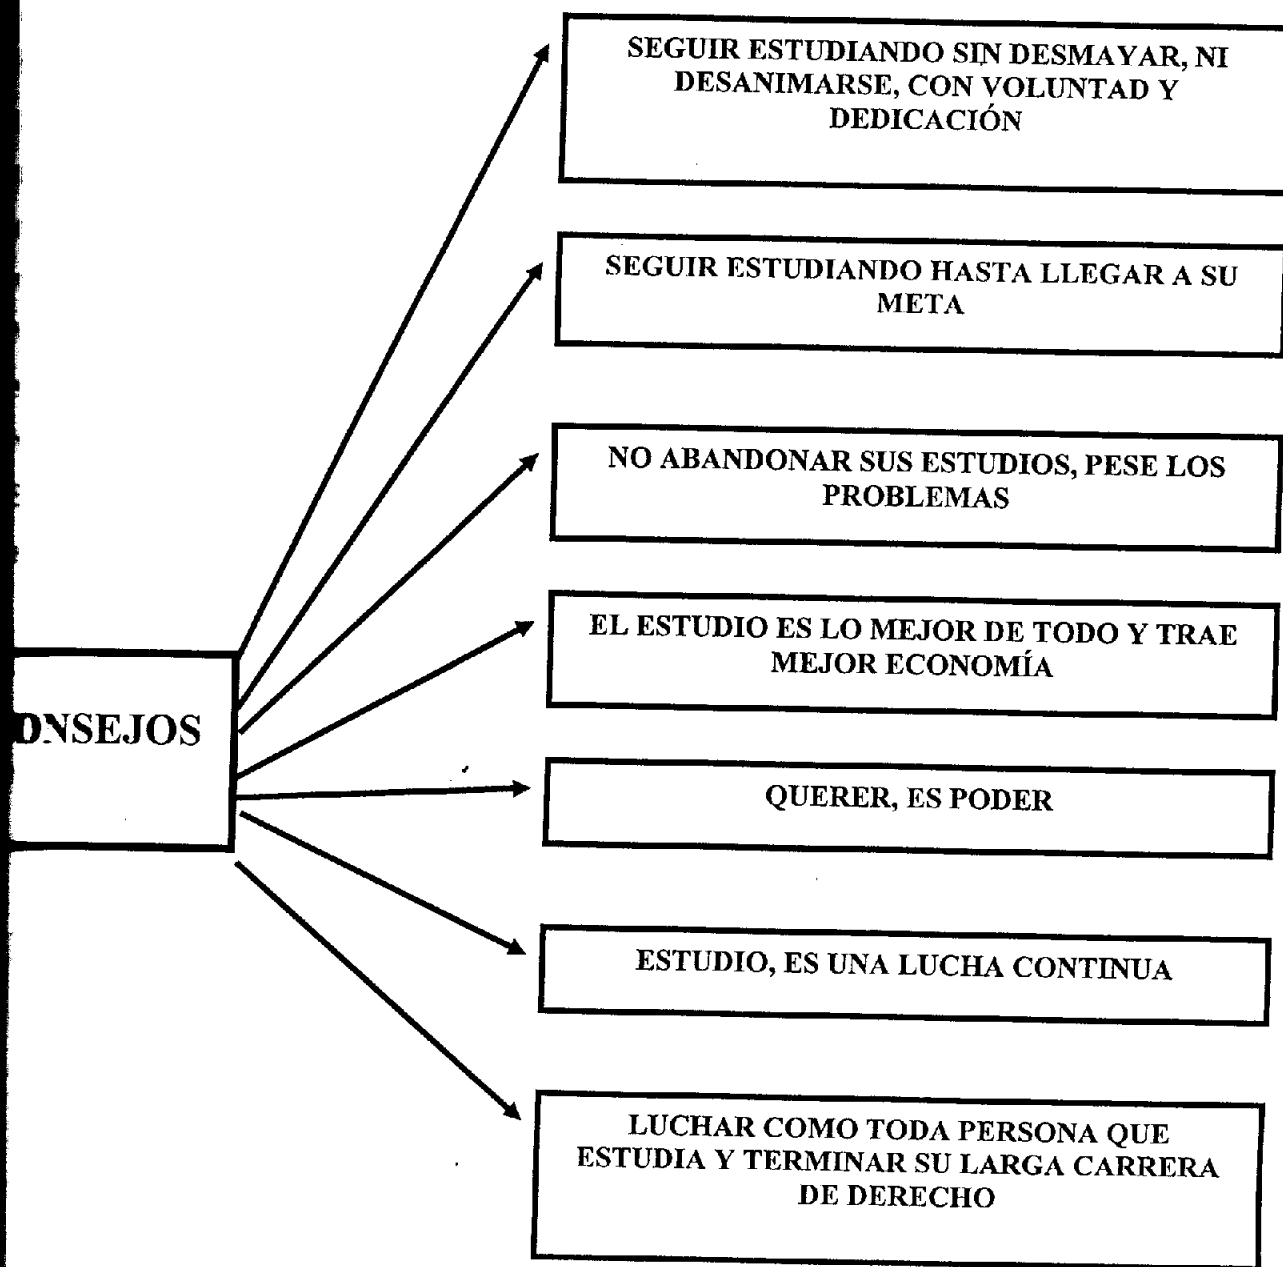 SEGUIR ESTUDIANDO SIN DESMAYAR, NI
DESANIMARSE, CON VOLUNTAD Y
DEDICACIÓN
SEGUIR ESTUDIANDO HASTA LLEGAR A SU
META
NO ABANDONAR SUS ESTUDIOS, PESE LOS
PROBLEMAS
EL ESTUDIO ES LO MEJOR DE TODO Y TRAE
MEJOR ECONOMÍA
ONSEJOS
QUERER, ES PODER
ESTUDIO, ES UNA LUCHA CONTINUA
LUCHAR COMO TODA PERSONA QUE
ESTUDIA Y TERMINAR SU LARGA CARRERA
DE DERECHO